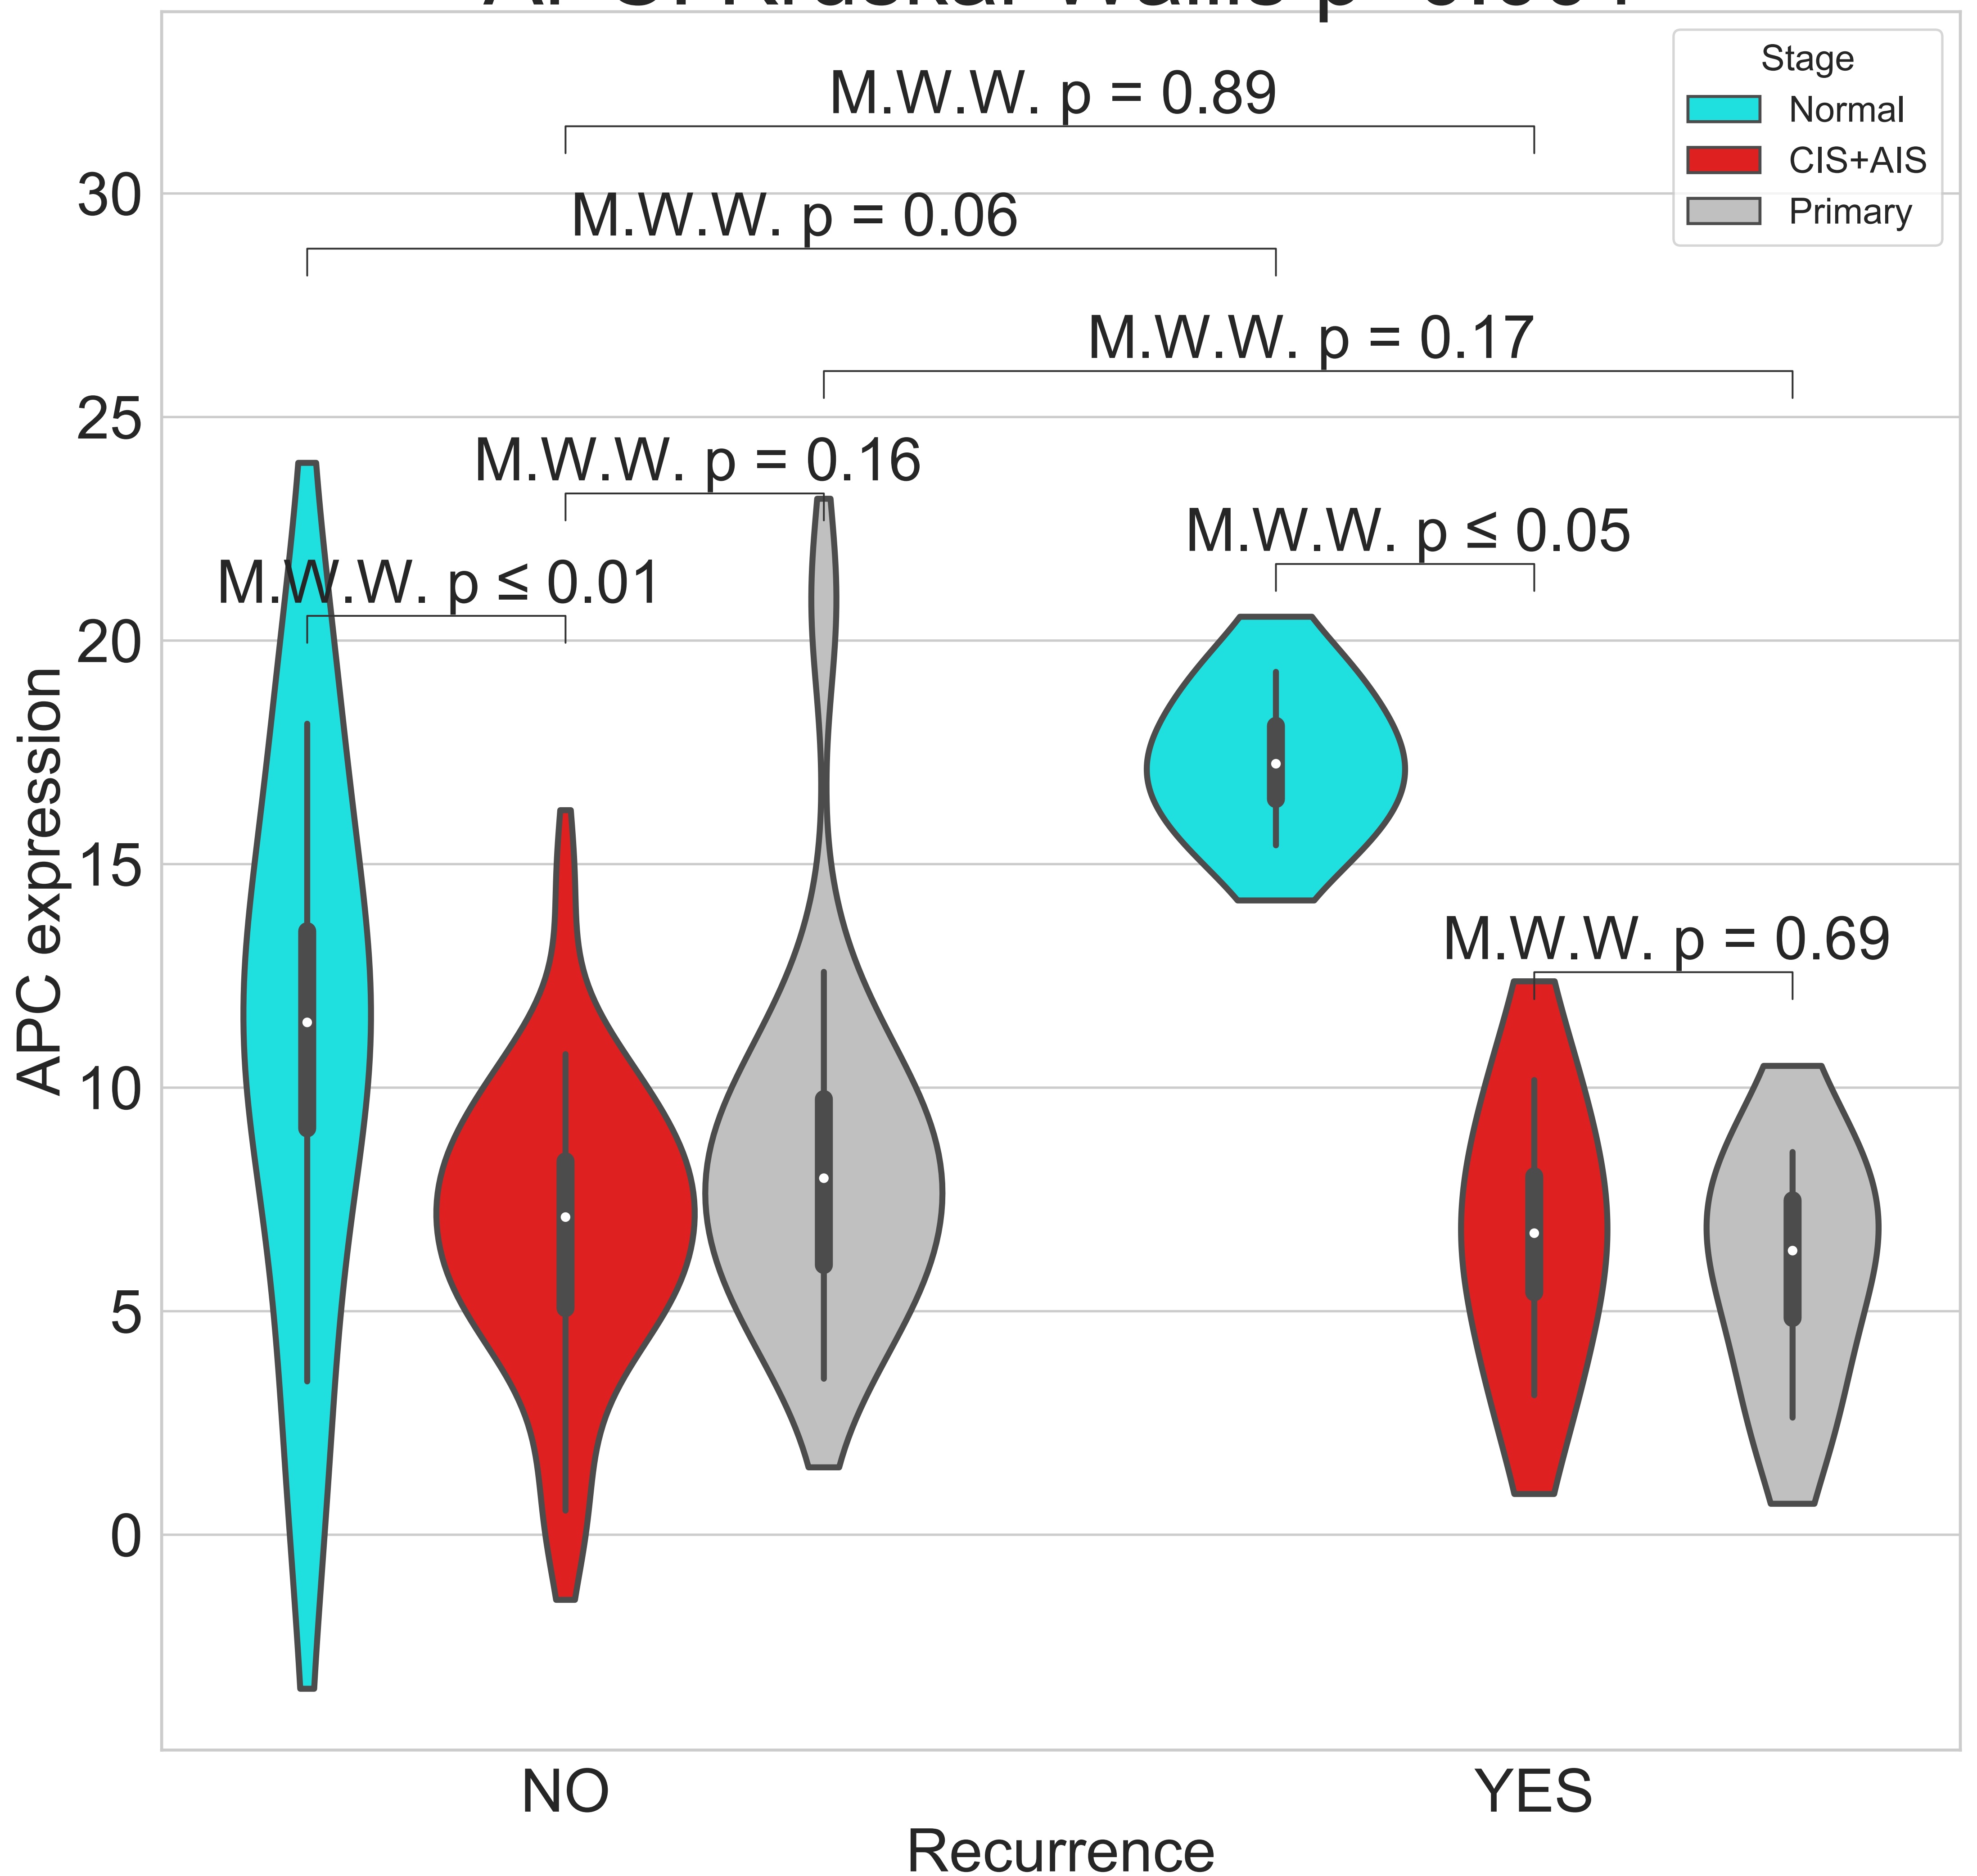 Stage
Normal
CIS+AIS
Primary
M.W.W. p = 0.89
M.W.W. p = 0.06
M.W.W. p = 0.17
M.W.W. p = 0.16
M.W.W. p ≤ 0.05
M.W.W. p ≤ 0.01
M.W.W. p = 0.69
30
25
20
15
10
5
0
APC expression
NO
YES
Recurrence